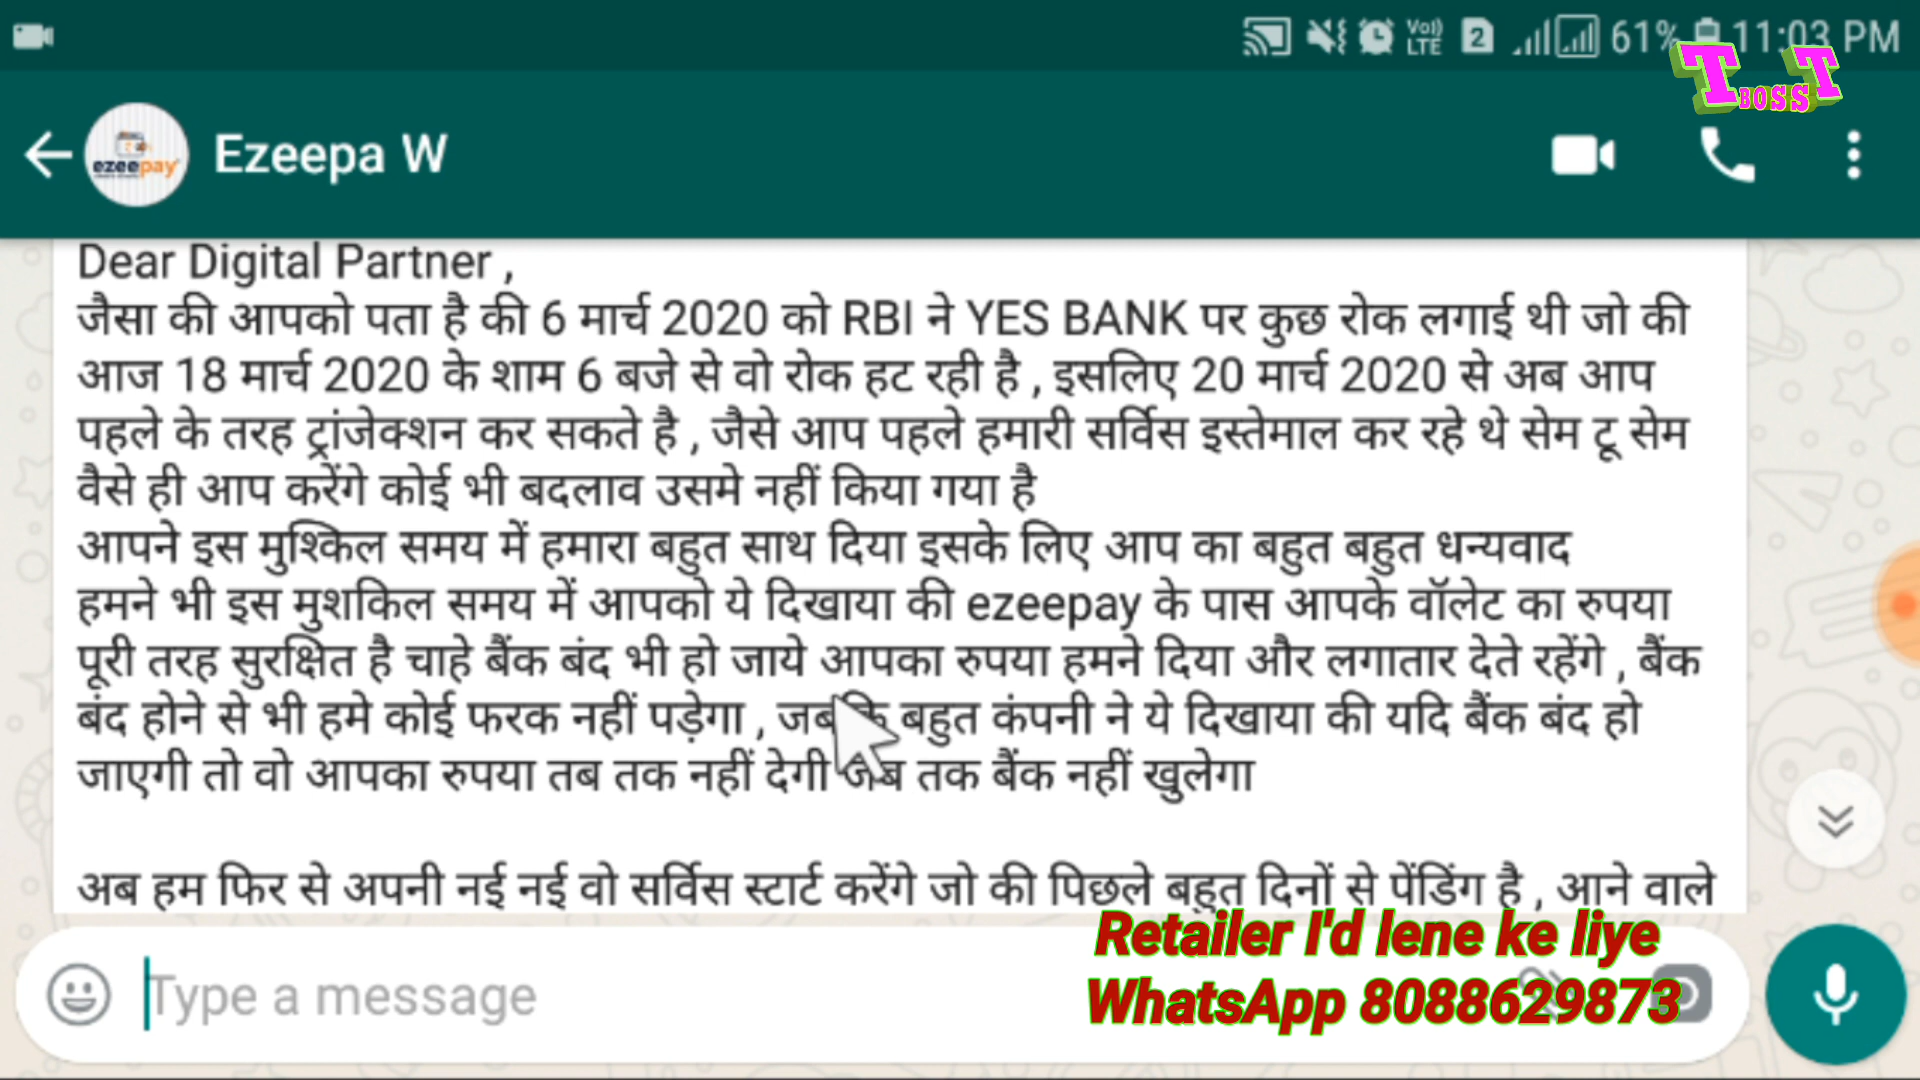 Vo)) LTE 2 61% 11:03 PM
T BOSS T
ezeepay
Ezeepa W
Dear Digital Partner ,
जैसा की आपको पता है की 6 मार्च 2020 को RBI ने YES BANK पर कुछ रोक लगाई थी जो की
आज 18 मार्च 2020 के शाम 6 बजे से वो रोक हट रही है , इसलिए 20 मार्च 2020 से अब आप
पहले के तरह ट्रांजेक्शन कर सकते है , जैसे आप पहले हमारी सर्विस इस्तेमाल कर रहे थे सेम टू सेम
वैसे ही आप करेंगे कोई भी बदलाव उसमे नहीं किया गया है
आपने इस मुश्किल समय में हमारा बहुत साथ दिया इसके लिए आप का बहुत बहुत धन्यवाद
हमने भी इस मुशकिल समय में आपको ये दिखाया की ezeepay के पास आपके वॉलेट का रुपया
पूरी तरह सुरक्षित है चाहे बैंक बंद भी हो जाये आपका रुपया हमने दिया और लगातार देते रहेंगे , बैंक
बंद होने से भी हमे कोई फरक नहीं पड़ेगा , जबकि बहुत कंपनी ने ये दिखाया की यदि बैंक बंद हो
जाएगी तो वो आपका रुपया तब तक नहीं देगी जब तक बैंक नहीं खुलेगा
अब हम फिर से अपनी नई नई वो सर्विस स्टार्ट करेंगे जो की पिछले बहुत दिनों से पेंडिंग है , आने वाले
Retailer I'd lene ke liye
WhatsApp 8088629873
Type a message